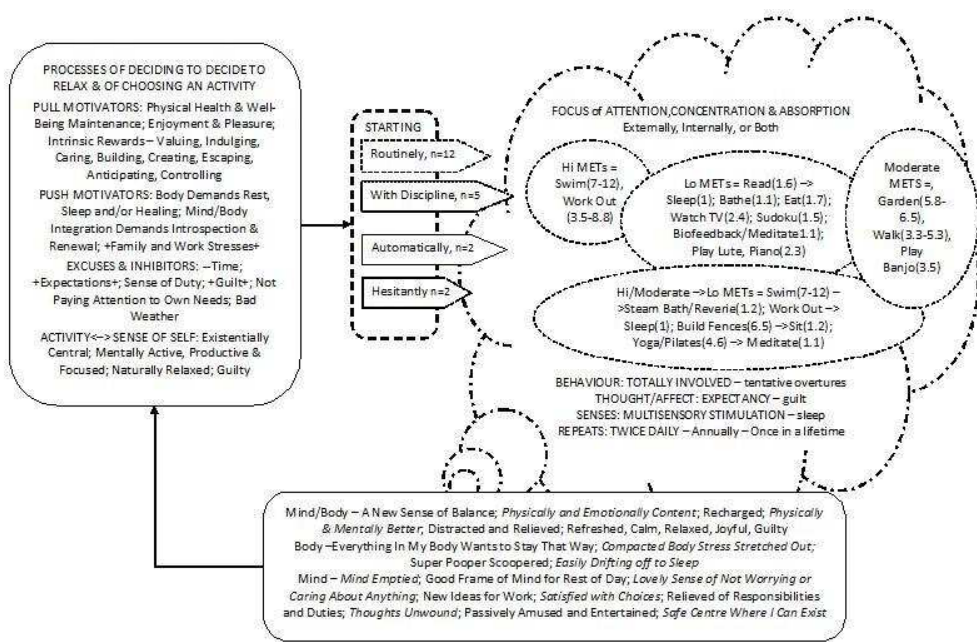 PROCESSES OF DECIDING TO DECIDE TO
RELAX & OF CHOOSING AN ACTIVITY
PULL MOTIVATORS: Physical Health & Well-
Being Maintenance; Enjoyment & Pleasure;
Intrinsic Rewards – Valuing, Indulging,
Caring, Building, Creating, Escaping,
Anticipating, Controlling
PUSH MOTIVATORS: Body Demands Rest,
Sleep and/or Healing; Mind/Body
Integration Demands Introspection &
Renewal; +Family and Work Stresses+
EXCUSES & INHIBITORS: --Time;
+Expectations+; Sense of Duty; +Guilt+; Not
Paying Attention to Own Needs; Bad
Weather
ACTIVITY<--> SENSE OF SELF: Existentially
Central; Mentally Active, Productive &
Focused; Naturally Relaxed; Guilty
STARTING
Routinely, n=12
With Discipline, n=5
Automatically, n=2
Hesitantly n=2
FOCUS of ATTENTION,CONCENTRATION & ABSORPTION
Externally, Internally, or Both
Hi METs =
Swim(7-12),
Work Out
(3.5-8.8)
Lo METs = Read(1.6) –>
Sleep(1); Bathe(1.1); Eat(1.7);
Watch TV(2.4); Sudoku(1.5);
Biofeedback/Meditate1.1);
Play Lute, Piano(2.3)
Moderate
METS =,
Garden(5.8-
6.5),
Walk(3.3-5.3),
Play
Banjo(3.5)
Hi/Moderate –>Lo METs = Swim(7-12) –
>Steam Bath/Reverie(1.2); Work Out –>
Sleep(1); Build Fences(6.5) –>Sit(1.2);
Yoga/Pilates(4.6) –> Meditate(1.1)
BEHAVIOUR: TOTALLY INVOLVED – tentative overtures
THOUGHT/AFFECT: EXPECTANCY – guilt
SENSES: MULTISENSORY STIMULATION – sleep
REPEATS: TWICE DAILY – Annually – Once in a lifetime
Mind/Body – A New Sense of Balance; Physically and Emotionally Content; Recharged; Physically
& Mentally Better; Distracted and Relieved; Refreshed, Calm, Relaxed, Joyful, Guilty
Body –Everything In My Body Wants to Stay That Way; Compacted Body Stress Stretched Out;
Super Pooper Scoopered; Easily Drifting off to Sleep
Mind – Mind Emptied; Good Frame of Mind for Rest of Day; Lovely Sense of Not Worrying or
Caring About Anything; New Ideas for Work; Satisfied with Choices; Relieved of Responsibilities
and Duties; Thoughts Unwound; Passively Amused and Entertained; Safe Centre Where I Can Exist